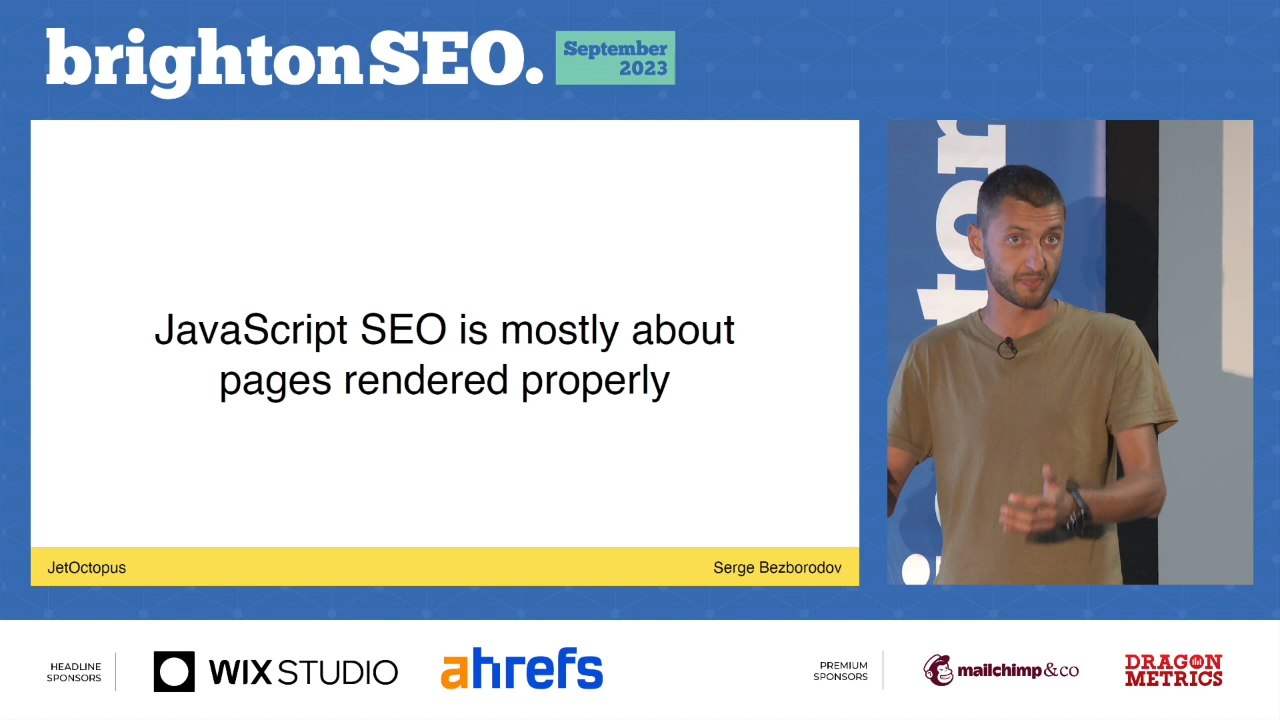 brightonSEO.
September
2023
JavaScript SEO is mostly about
pages rendered properly
JetOctopus
Serge Bezborodov
HEADLINE
SPONSORS
WIX STUDIO
ahrefs
PREMIUM
SPONSORS
mailchimp&co
DRAGON
METRICS